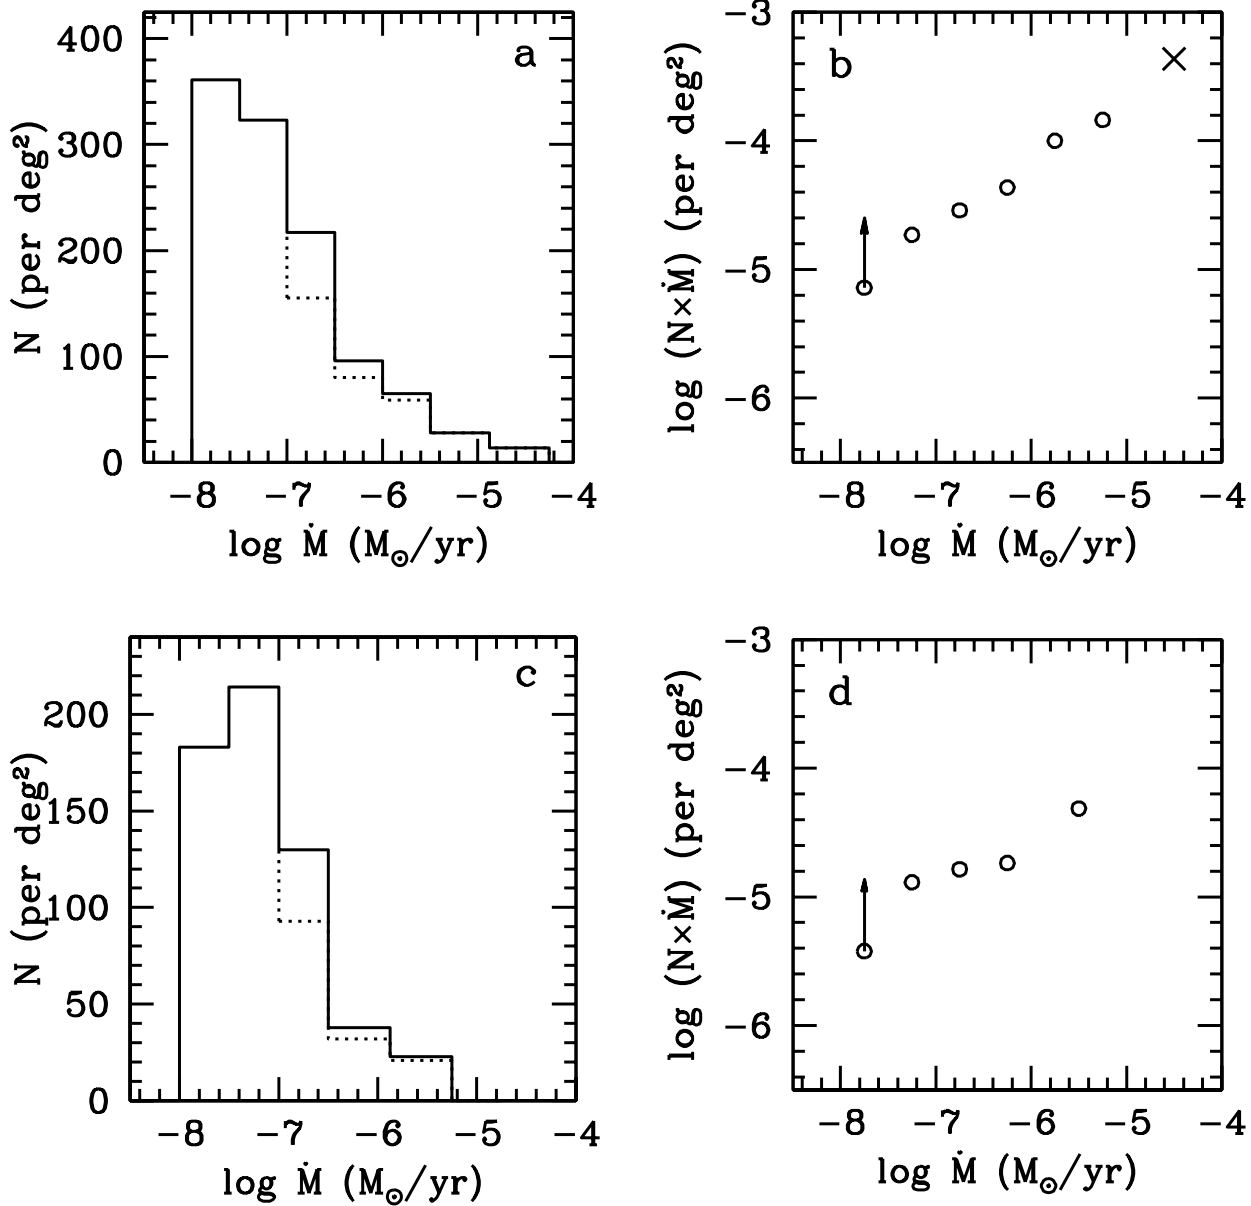 a
400
300
200
100
0
N (per deg²)
−8 −7 −6 −5 −4
log Ṁ (M⊙/yr)
b
−3
−4
−5
−6
log (N×Ṁ) (per deg²)
−8 −7 −6 −5 −4
log Ṁ (M⊙/yr)
c
200
150
100
50
0
N (per deg²)
−8 −7 −6 −5 −4
log Ṁ (M⊙/yr)
d
−3
−4
−5
−6
log (N×Ṁ) (per deg²)
−8 −7 −6 −5 −4
log Ṁ (M⊙/yr)